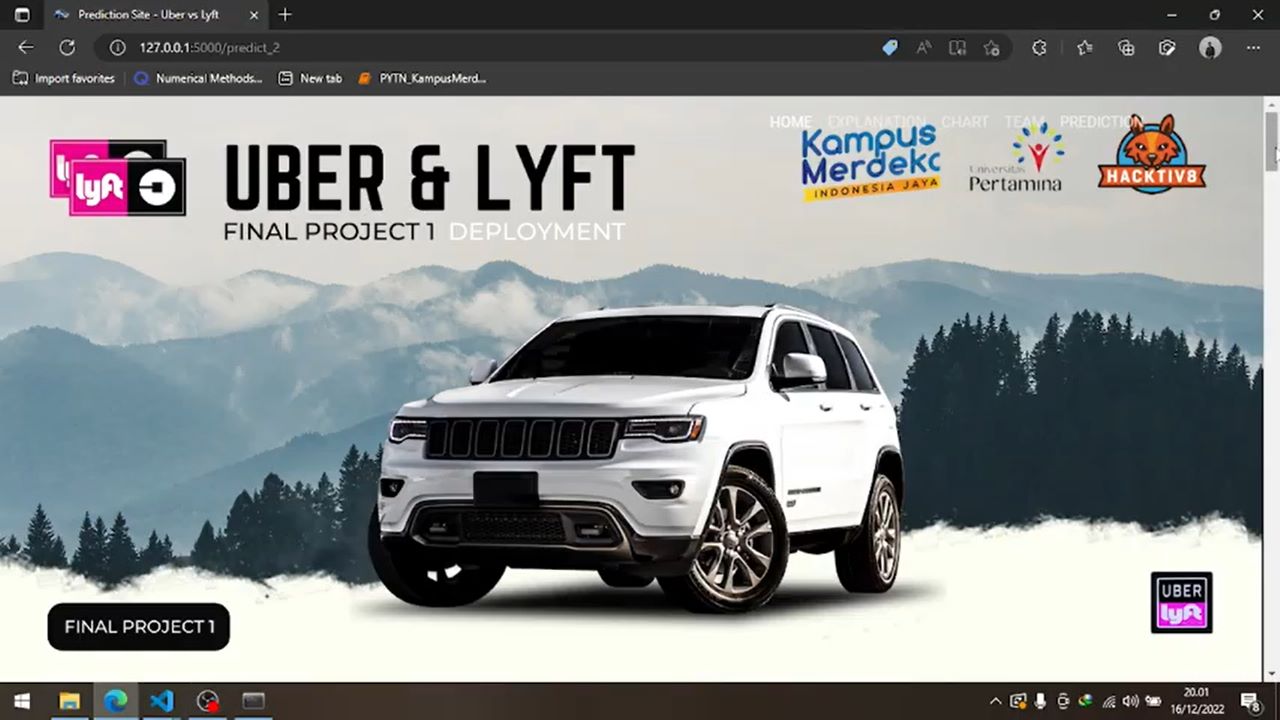 Prediction Site - Uber vs Lyft
127.0.0.1:5000/predict_2
Import favorites
Numerical Methods...
New tab
PYTN_KampusMerd...
HOME EXPLANATION CHART TEAM PREDICTION
lyft
UBER & LYFT
FINAL PROJECT 1 DEPLOYMENT
Kampus
Merdeka
INDONESIA JAYA
Universitas
Pertamina
HACKTIV8
UBER
lyft
FINAL PROJECT 1
20.01
16/12/2022
8